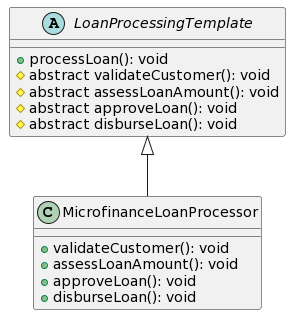 A LoanProcessingTemplate
processLoan(): void
abstract validateCustomer(): void
abstract assessLoanAmount(): void
abstract approveLoan(): void
abstract disburseLoan(): void
C MicrofinanceLoanProcessor
validateCustomer(): void
assessLoanAmount(): void
approveLoan(): void
disburseLoan(): void